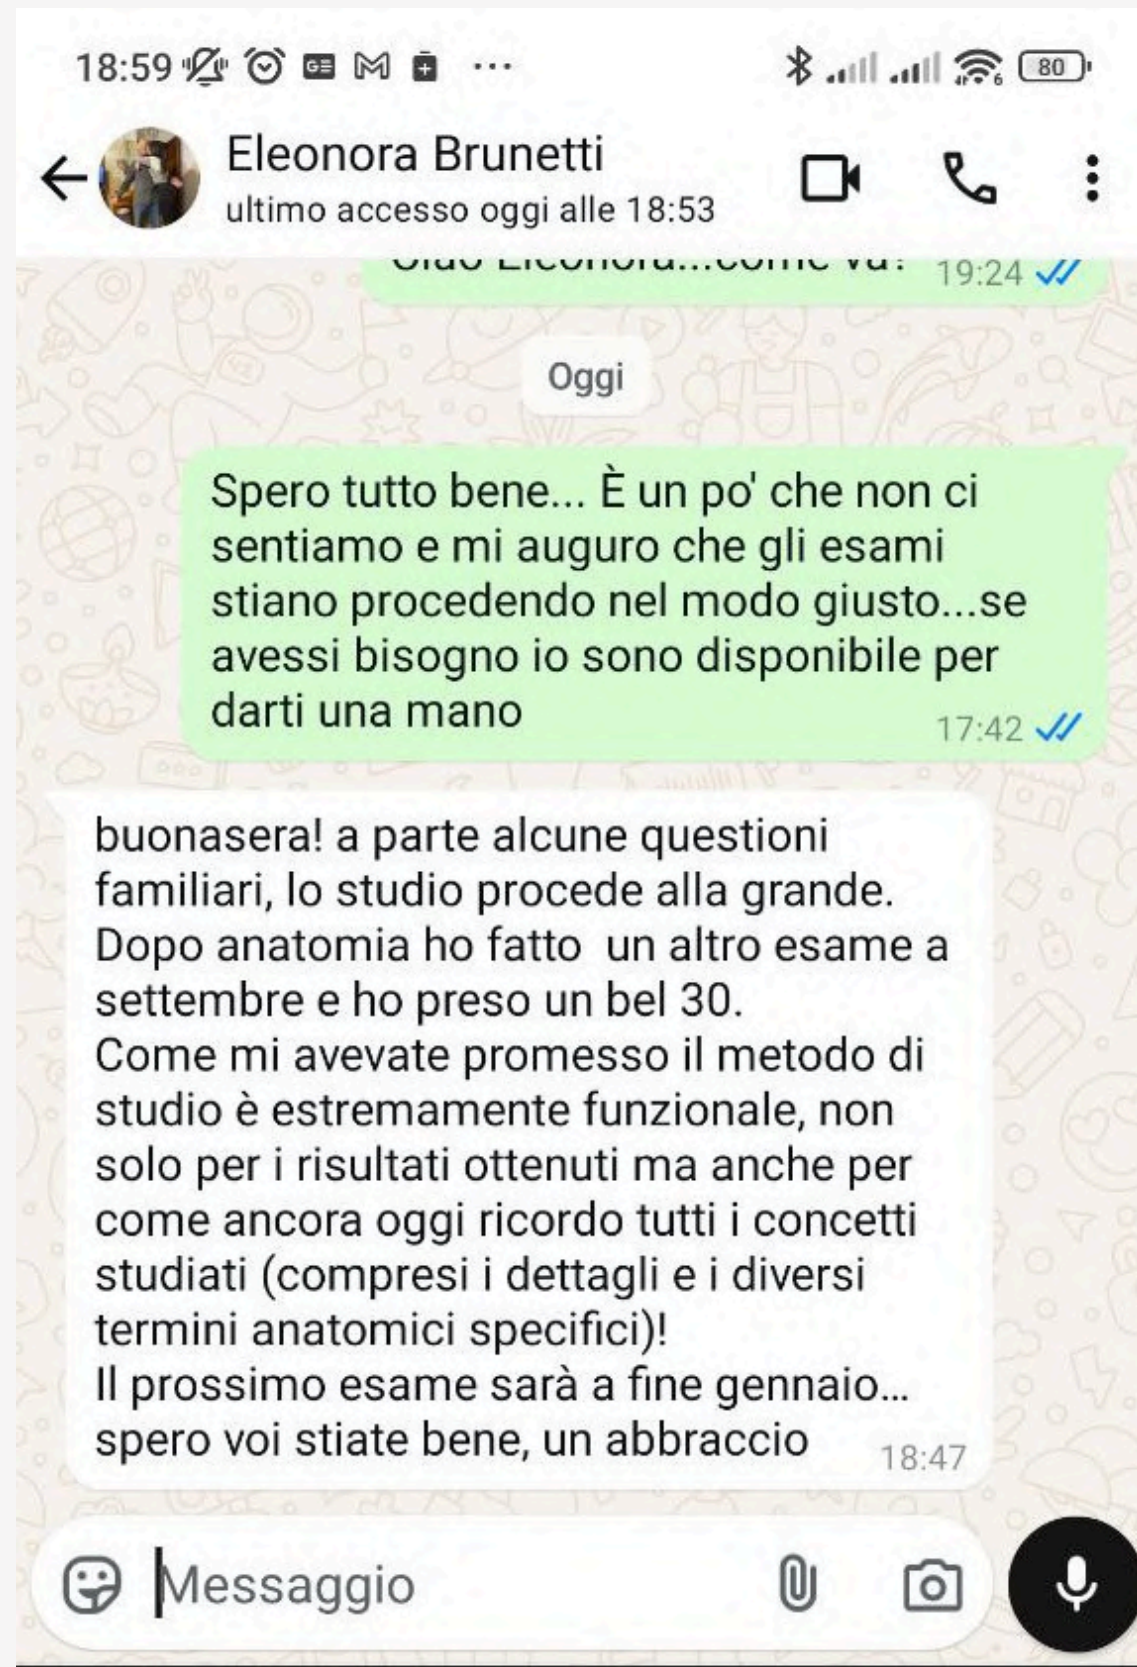 18:59 ... 80
Eleonora Brunetti
ultimo accesso oggi alle 18:53
Ciao Eleonora...come va? 19:24
Oggi
Spero tutto bene... È un po' che non ci
sentiamo e mi auguro che gli esami
stiano procedendo nel modo giusto...se
avessi bisogno io sono disponibile per
darti una mano 17:42
buonasera! a parte alcune questioni
familiari, lo studio procede alla grande.
Dopo anatomia ho fatto  un altro esame a
settembre e ho preso un bel 30.
Come mi avevate promesso il metodo di
studio è estremamente funzionale, non
solo per i risultati ottenuti ma anche per
come ancora oggi ricordo tutti i concetti
studiati (compresi i dettagli e i diversi
termini anatomici specifici)!
Il prossimo esame sarà a fine gennaio...
spero voi stiate bene, un abbraccio 18:47
Messaggio